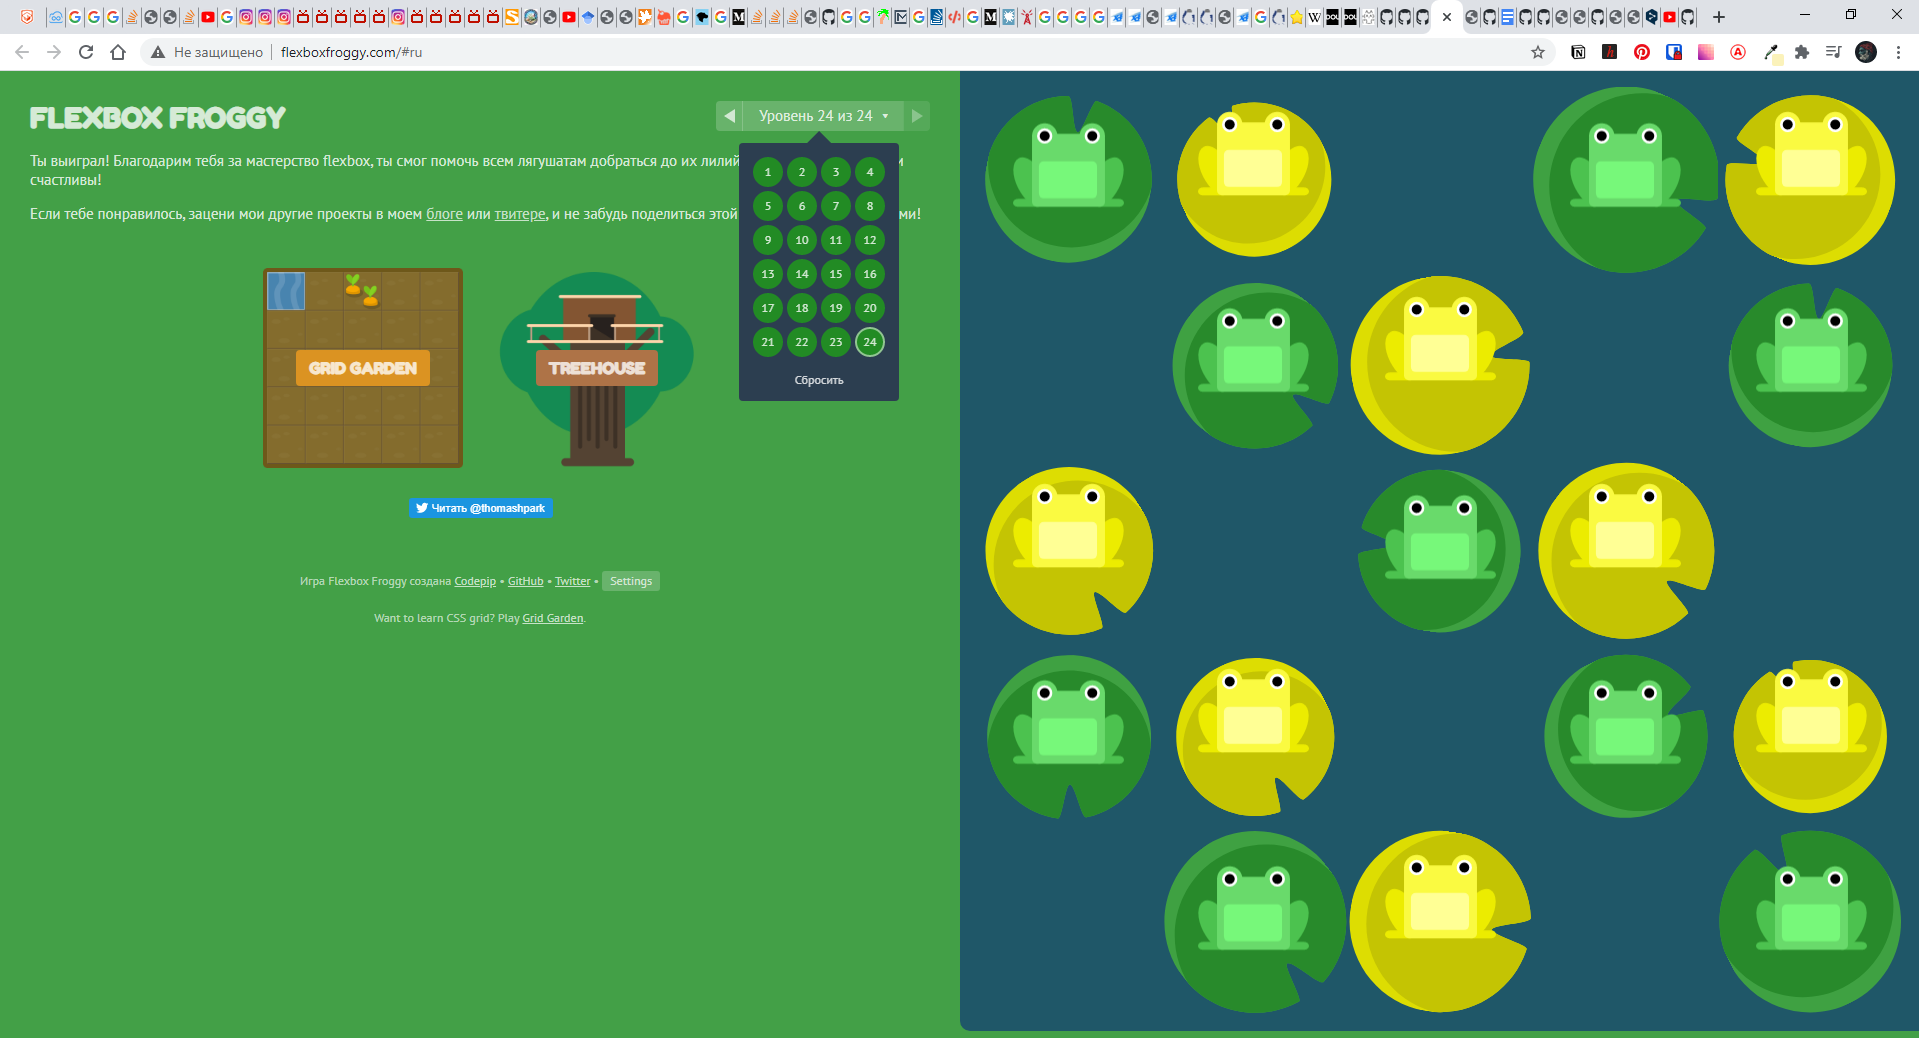 Не защищено
flexboxfroggy.com/#ru
FLEXBOX FROGGY
Уровень 24 из 24
Ты выиграл! Благодарим тебя за мастерство flexbox, ты смог помочь всем лягушатам добраться до их лилий
и
счастливы!
Если тебе понравилось, зацени мои другие проекты в моем блоге или твитере, и не забудь поделиться этой
ми!
1 2 3 4
5 6 7 8
9 10 11 12
13 14 15 16
17 18 19 20
21 22 23 24
Сбросить
GRID GARDEN
TREEHOUSE
Читать @thomashpark
Игра Flexbox Froggy создана Codepip • GitHub • Twitter • Settings
Want to learn CSS grid? Play Grid Garden.